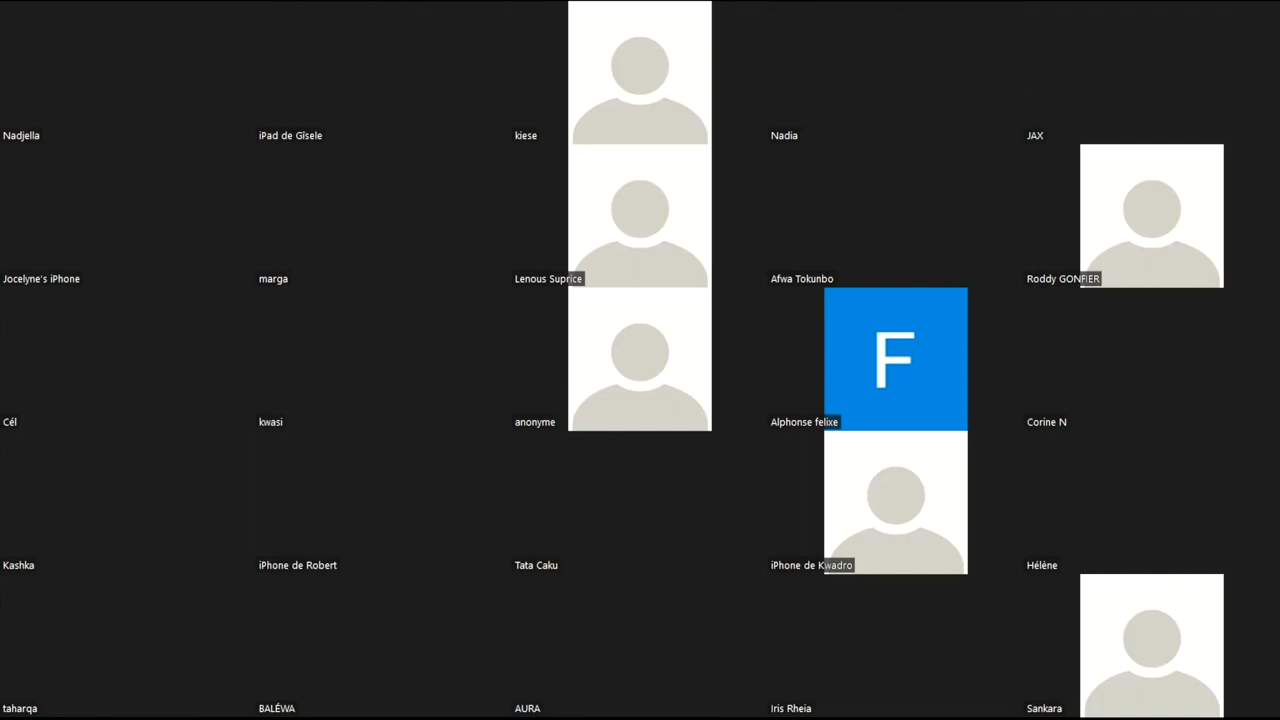 Nadjella
iPad de Gisele
kiese
Nadia
JAX
Jocelyne's iPhone
marga
Lenous Suprice
Afwa Tokunbo
Roddy GONFIER
F
Cél
kwasi
anonyme
Alphonse felixe
Corine N
Kashka
iPhone de Robert
Tata Caku
iPhone de Kwadro
Hélène
taharqa
BALÉWA
AURA
Iris Rheia
Sankara